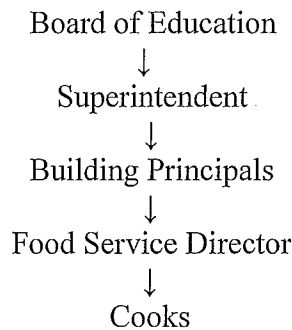 Board of Education
↓
Superintendent
↓
Building Principals
↓
Food Service Director
↓
Cooks